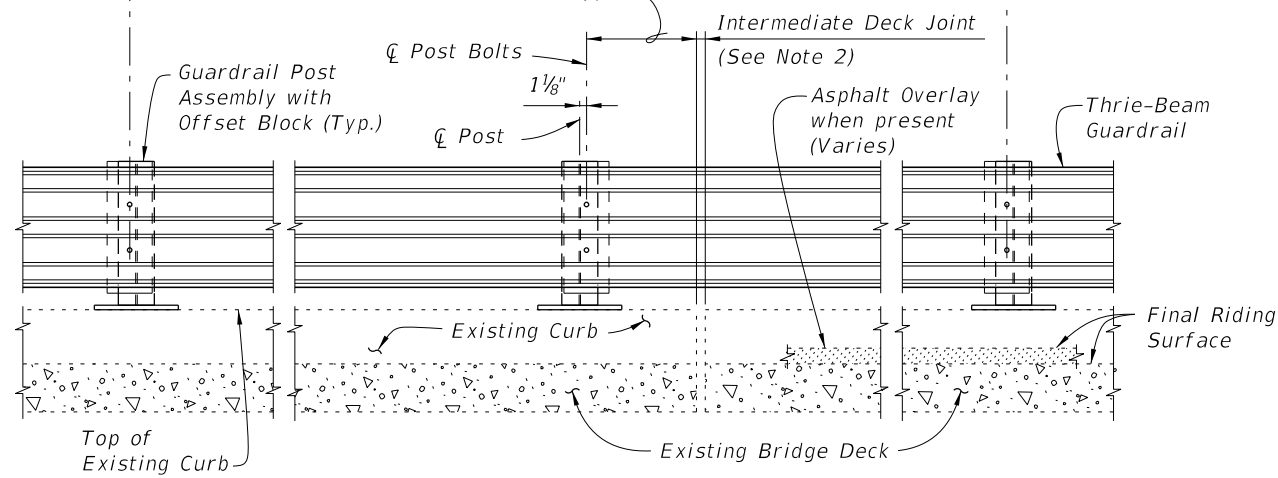 Intermediate Deck Joint
(See Note 2)
℄ Post Bolts
Guardrail Post
Assembly with
Offset Block (Typ.)
1⅛"
℄ Post
Asphalt Overlay
when present
(Varies)
Thrie-Beam
Guardrail
Existing Curb
Final Riding
Surface
Top of
Existing Curb
Existing Bridge Deck